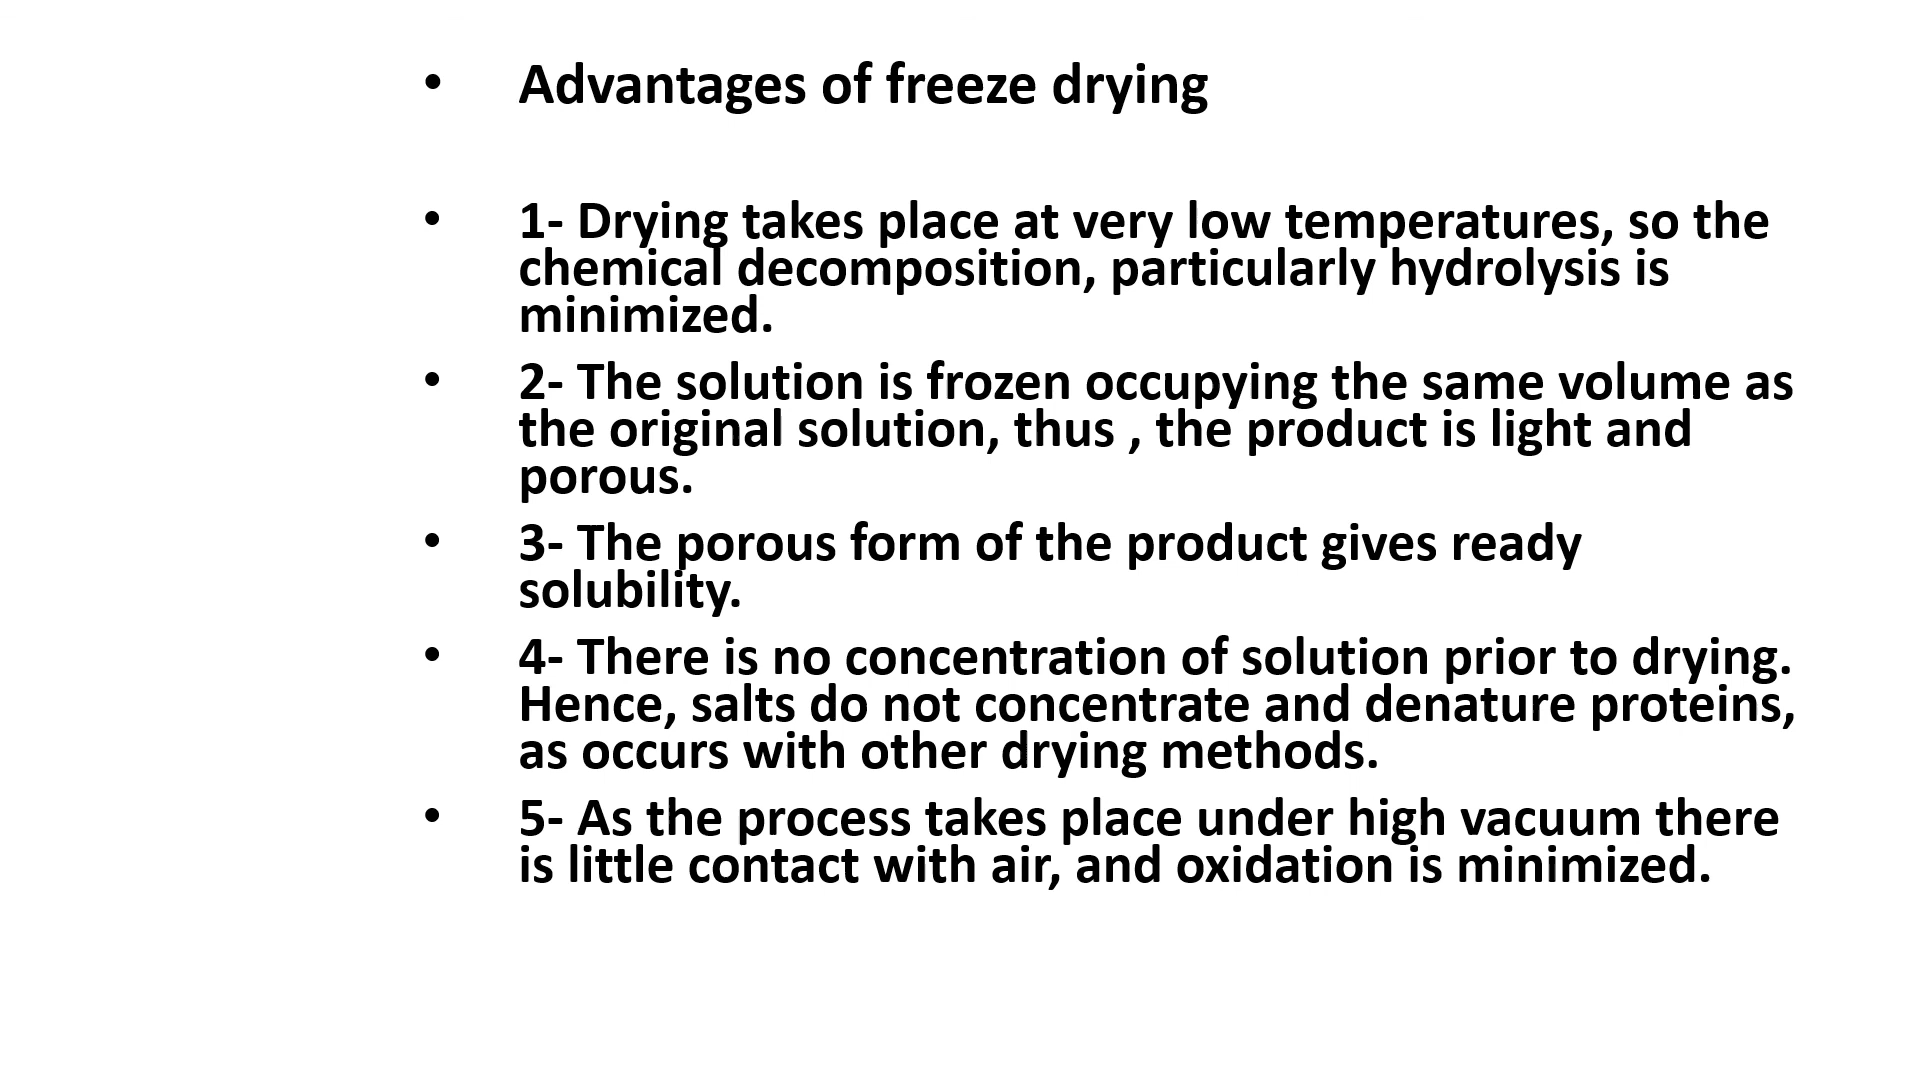 • Advantages of freeze drying
• 1- Drying takes place at very low temperatures, so the
chemical decomposition, particularly hydrolysis is
minimized.
• 2- The solution is frozen occupying the same volume as
the original solution, thus , the product is light and
porous.
• 3- The porous form of the product gives ready
solubility.
• 4- There is no concentration of solution prior to drying.
Hence, salts do not concentrate and denature proteins,
as occurs with other drying methods.
• 5- As the process takes place under high vacuum there
is little contact with air, and oxidation is minimized.